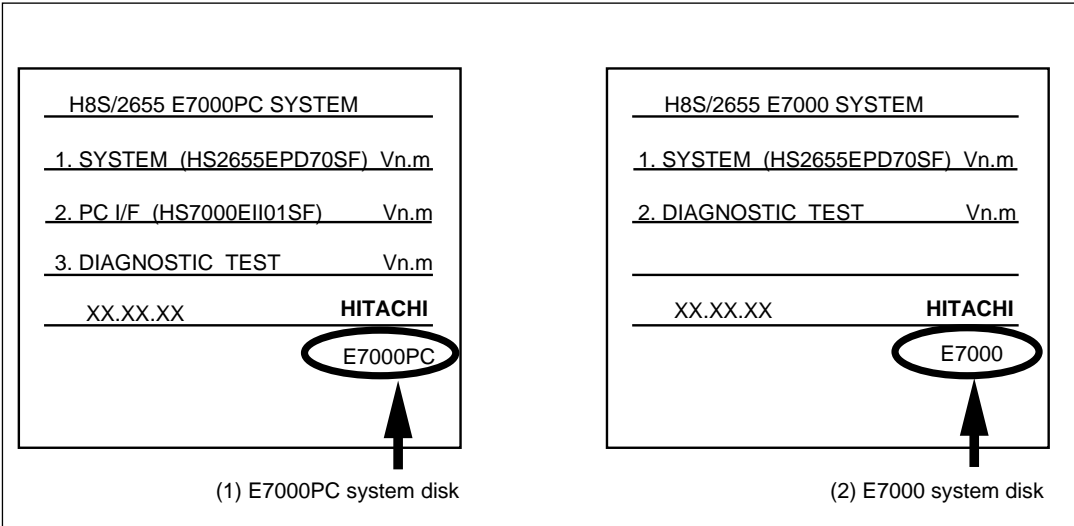 H8S/2655 E7000PC SYSTEM
1. SYSTEM (HS2655EPD70SF) Vn.m
2. PC I/F (HS7000EII01SF) Vn.m
3. DIAGNOSTIC TEST Vn.m
XX.XX.XX HITACHI
E7000PC
(1) E7000PC system disk
H8S/2655 E7000 SYSTEM
1. SYSTEM (HS2655EPD70SF) Vn.m
2. DIAGNOSTIC TEST Vn.m
XX.XX.XX HITACHI
E7000
(2) E7000 system disk